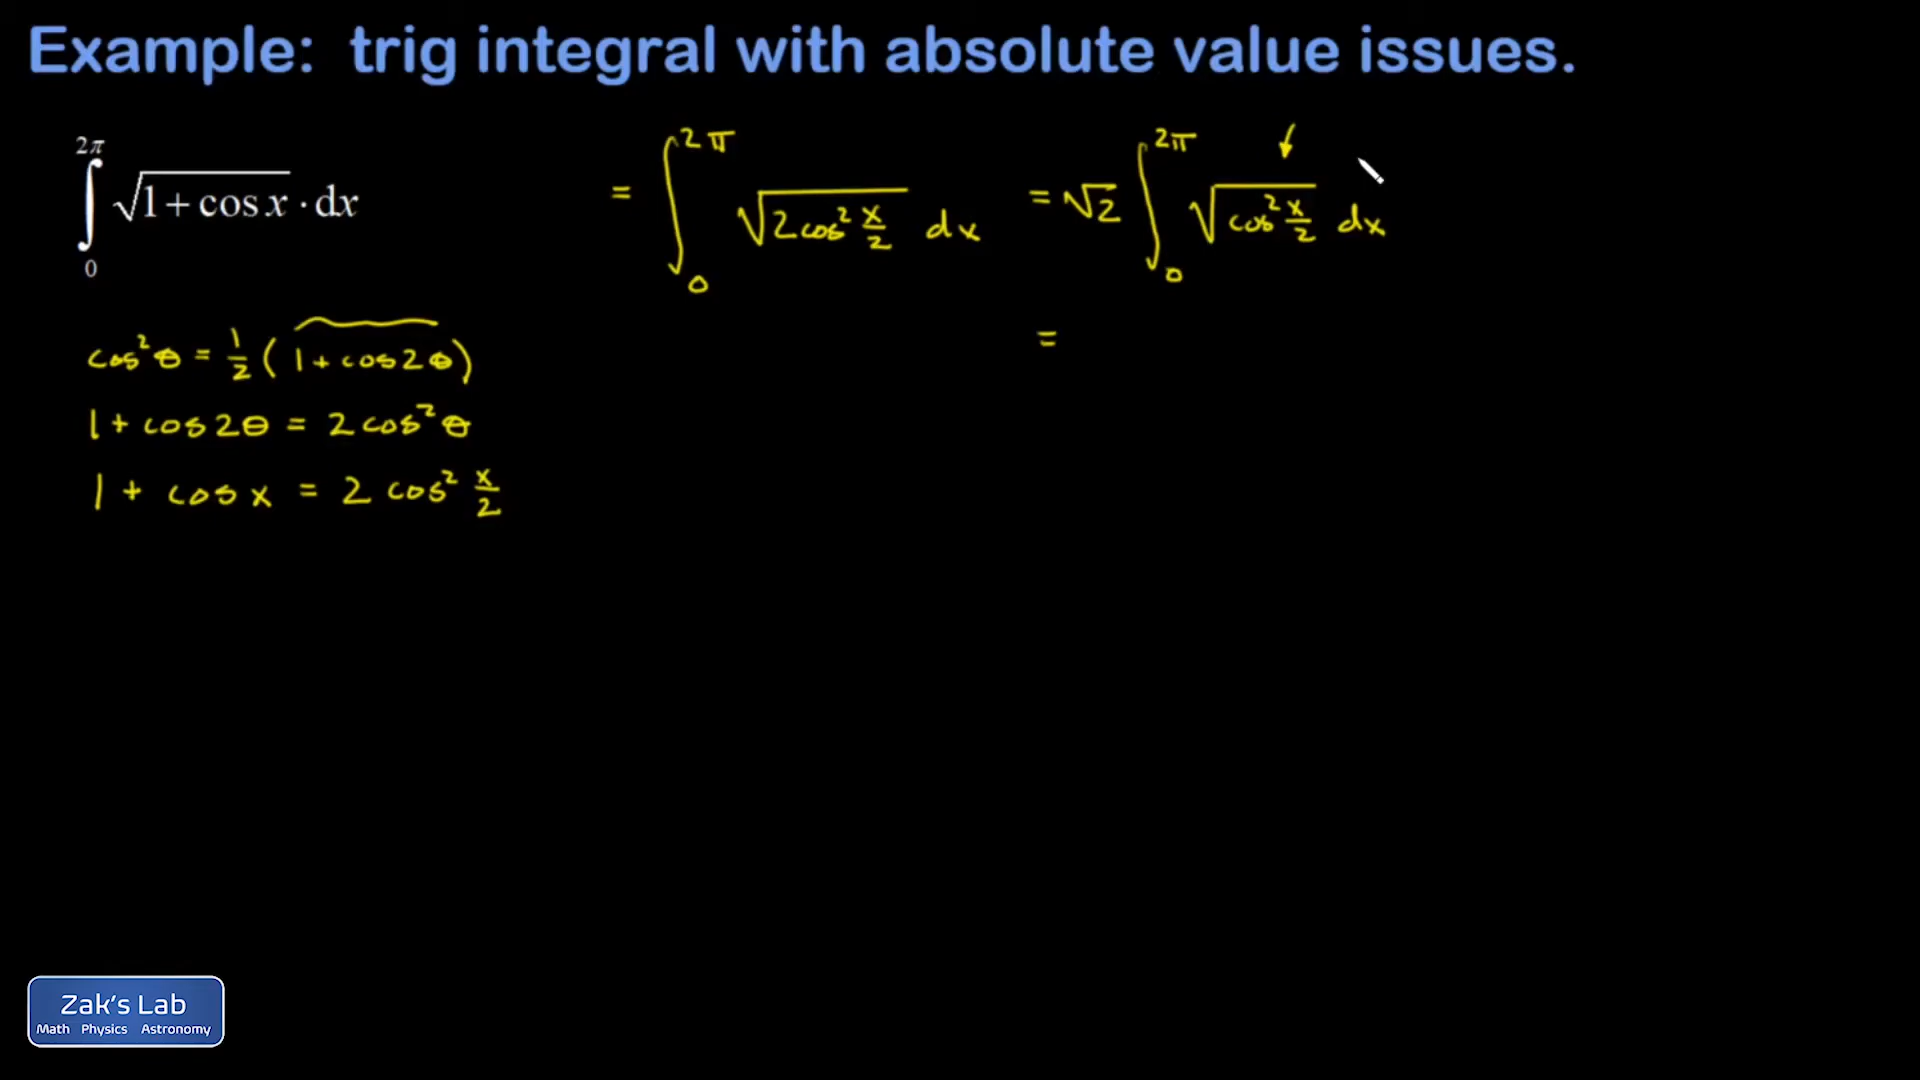 Example: trig integral with absolute value issues.
∫₀^{2π} √(1 + cos x) · dx = ∫₀^{2π} √(2cos² x/2) dx = √2 ∫₀^{2π} √(cos² x/2) dx
=
cos²θ = 1/2 (1 + cos2θ)
1 + cos2θ = 2cos²θ
1 + cosx = 2 cos² x/2
Zak's Lab
Math Physics Astronomy